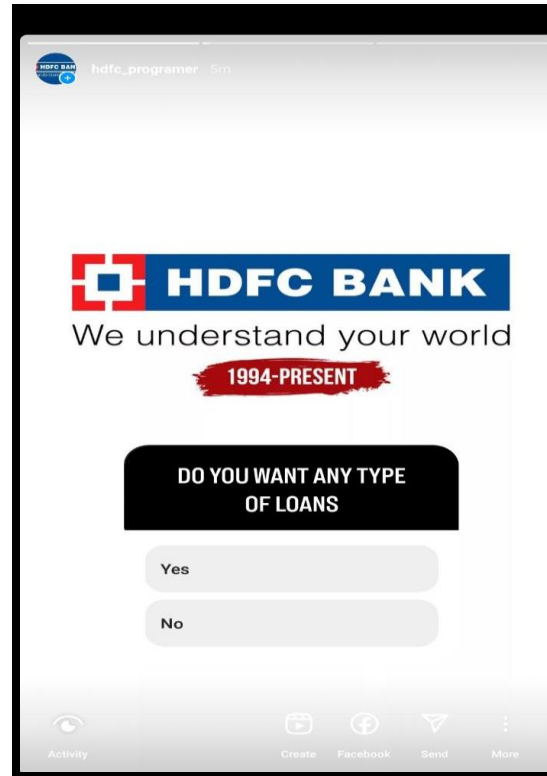 hdfc_programer 5m
HDFC BANK
We understand your world
1994-PRESENT
DO YOU WANT ANY TYPE
OF LOANS
Yes
No
Activity
Create Facebook Send More